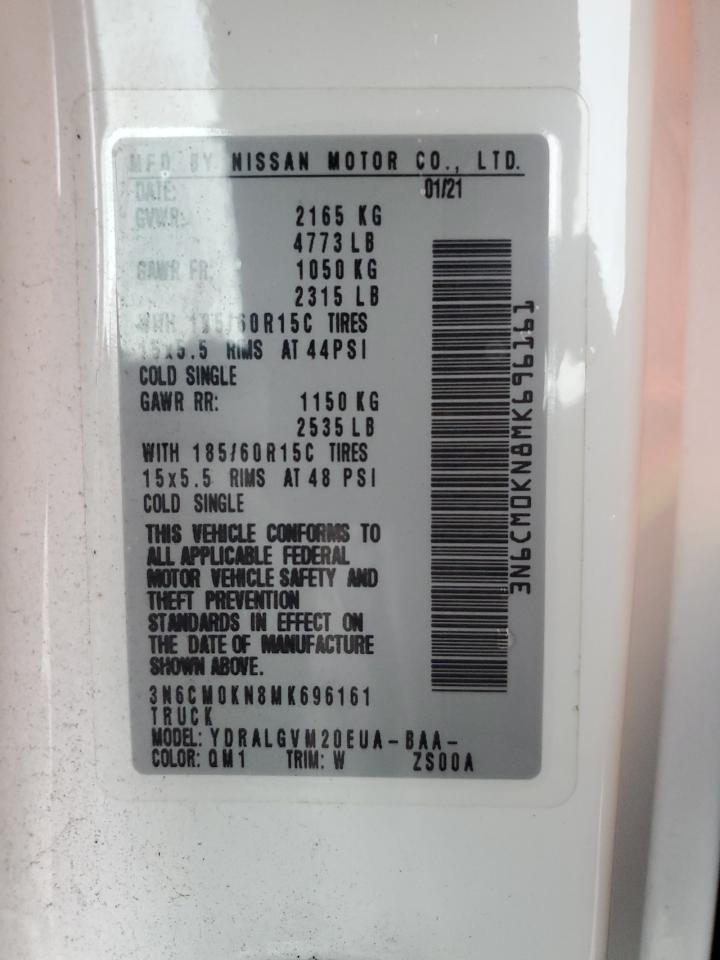 MFD BY NISSAN MOTOR CO., LTD.
DATE: 01/21
GVWR: 2165 KG
4773 LB
GAWR FR: 1050 KG
2315 LB
WITH 185/60R15C TIRES
15x5.5 RIMS AT 44PSI
COLD SINGLE
GAWR RR: 1150 KG
2535 LB
WITH 185/60R15C TIRES
15x5.5 RIMS AT 48 PSI
COLD SINGLE
THIS VEHICLE CONFORMS TO
ALL APPLICABLE FEDERAL
MOTOR VEHICLE SAFETY AND
THEFT PREVENTION
STANDARDS IN EFFECT ON
THE DATE OF MANUFACTURE
SHOWN ABOVE.
3N6CM0KN8MK696161
TRUCK
MODEL: YDRALGVM20EUA-BAA-
COLOR: QM1 TRIM: W ZS00A
3N6CM0KN8MK696161